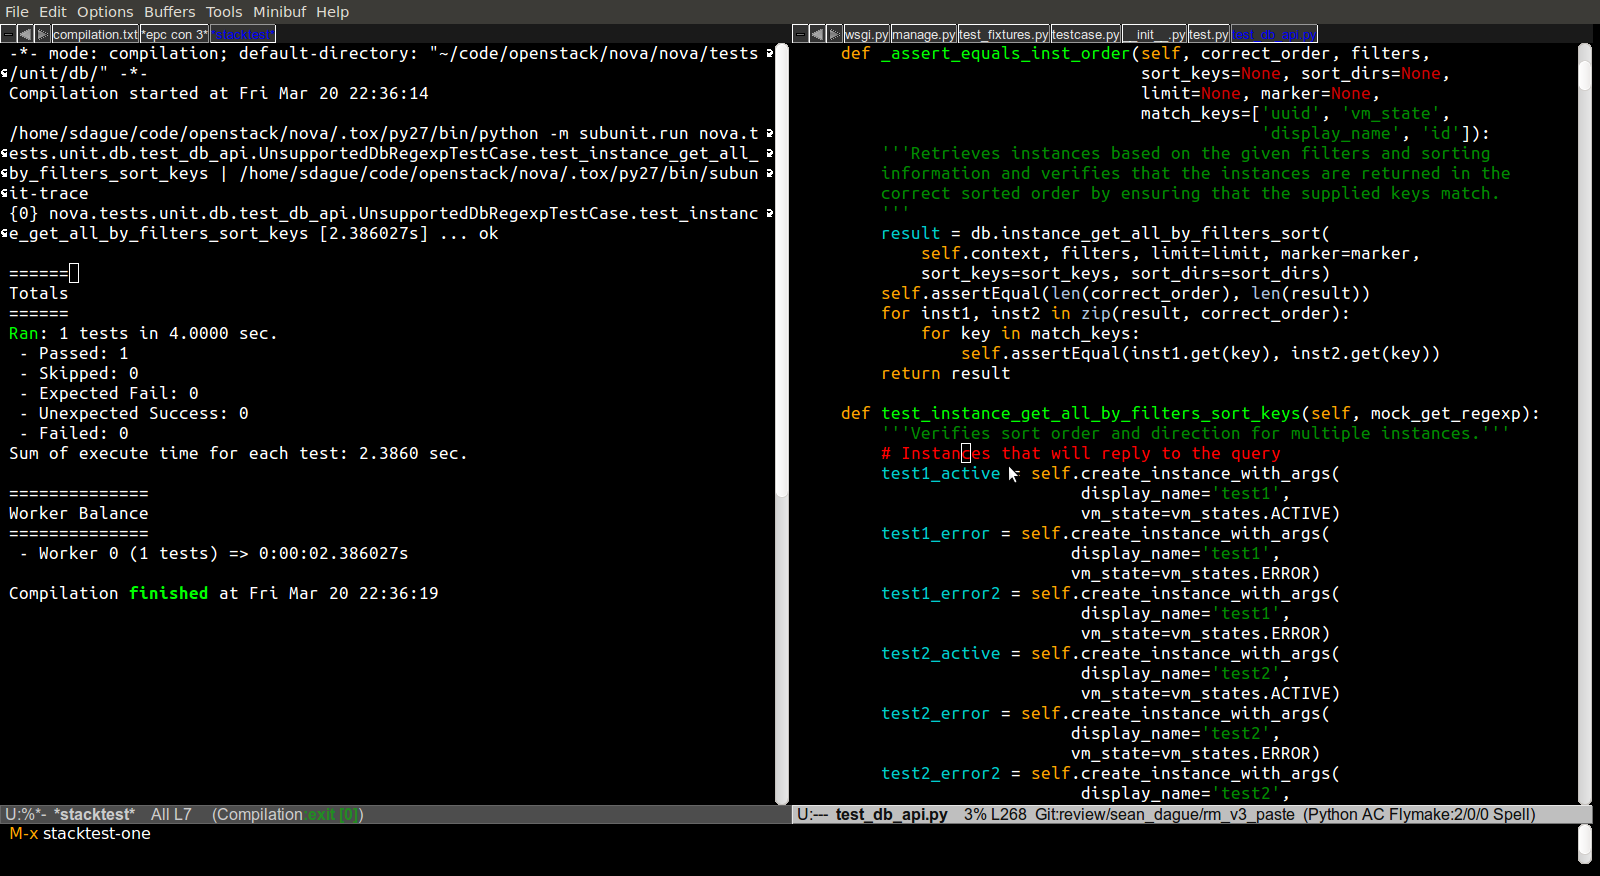 File Edit Options Buffers Tools Minibuf Help
compilation.txt *epc con 3* *stacktest*
-*- mode: compilation; default-directory: "~/code/openstack/nova/nova/tests
/unit/db/" -*-
Compilation started at Fri Mar 20 22:36:14
/home/sdague/code/openstack/nova/.tox/py27/bin/python -m subunit.run nova.t
ests.unit.db.test_db_api.UnsupportedDbRegexpTestCase.test_instance_get_all_
by_filters_sort_keys | /home/sdague/code/openstack/nova/.tox/py27/bin/subun
it-trace
{0} nova.tests.unit.db.test_db_api.UnsupportedDbRegexpTestCase.test_instanc
e_get_all_by_filters_sort_keys [2.386027s] ... ok
======
Totals
======
Ran: 1 tests in 4.0000 sec.
- Passed: 1
- Skipped: 0
- Expected Fail: 0
- Unexpected Success: 0
- Failed: 0
Sum of execute time for each test: 2.3860 sec.
==============
Worker Balance
==============
- Worker 0 (1 tests) => 0:00:02.386027s
Compilation finished at Fri Mar 20 22:36:19
U:%*- *stacktest* All L7 (Compilation:exit [0])
M-x stacktest-one
wsgi.py manage.py test_fixtures.py testcase.py __init__.py test.py test_db_api.py
def _assert_equals_inst_order(self, correct_order, filters,
sort_keys=None, sort_dirs=None,
limit=None, marker=None,
match_keys=['uuid', 'vm_state',
'display_name', 'id']):
'''Retrieves instances based on the given filters and sorting
information and verifies that the instances are returned in the
correct sorted order by ensuring that the supplied keys match.
'''
result = db.instance_get_all_by_filters_sort(
self.context, filters, limit=limit, marker=marker,
sort_keys=sort_keys, sort_dirs=sort_dirs)
self.assertEqual(len(correct_order), len(result))
for inst1, inst2 in zip(result, correct_order):
for key in match_keys:
self.assertEqual(inst1.get(key), inst2.get(key))
return result
def test_instance_get_all_by_filters_sort_keys(self, mock_get_regexp):
'''Verifies sort order and direction for multiple instances.'''
# Instances that will reply to the query
test1_active = self.create_instance_with_args(
display_name='test1',
vm_state=vm_states.ACTIVE)
test1_error = self.create_instance_with_args(
display_name='test1',
vm_state=vm_states.ERROR)
test1_error2 = self.create_instance_with_args(
display_name='test1',
vm_state=vm_states.ERROR)
test2_active = self.create_instance_with_args(
display_name='test2',
vm_state=vm_states.ACTIVE)
test2_error = self.create_instance_with_args(
display_name='test2',
vm_state=vm_states.ERROR)
test2_error2 = self.create_instance_with_args(
display_name='test2',
U:--- test_db_api.py 3% L268 Git:review/sean_dague/rm_v3_paste (Python AC Flymake:2/0/0 Spell)